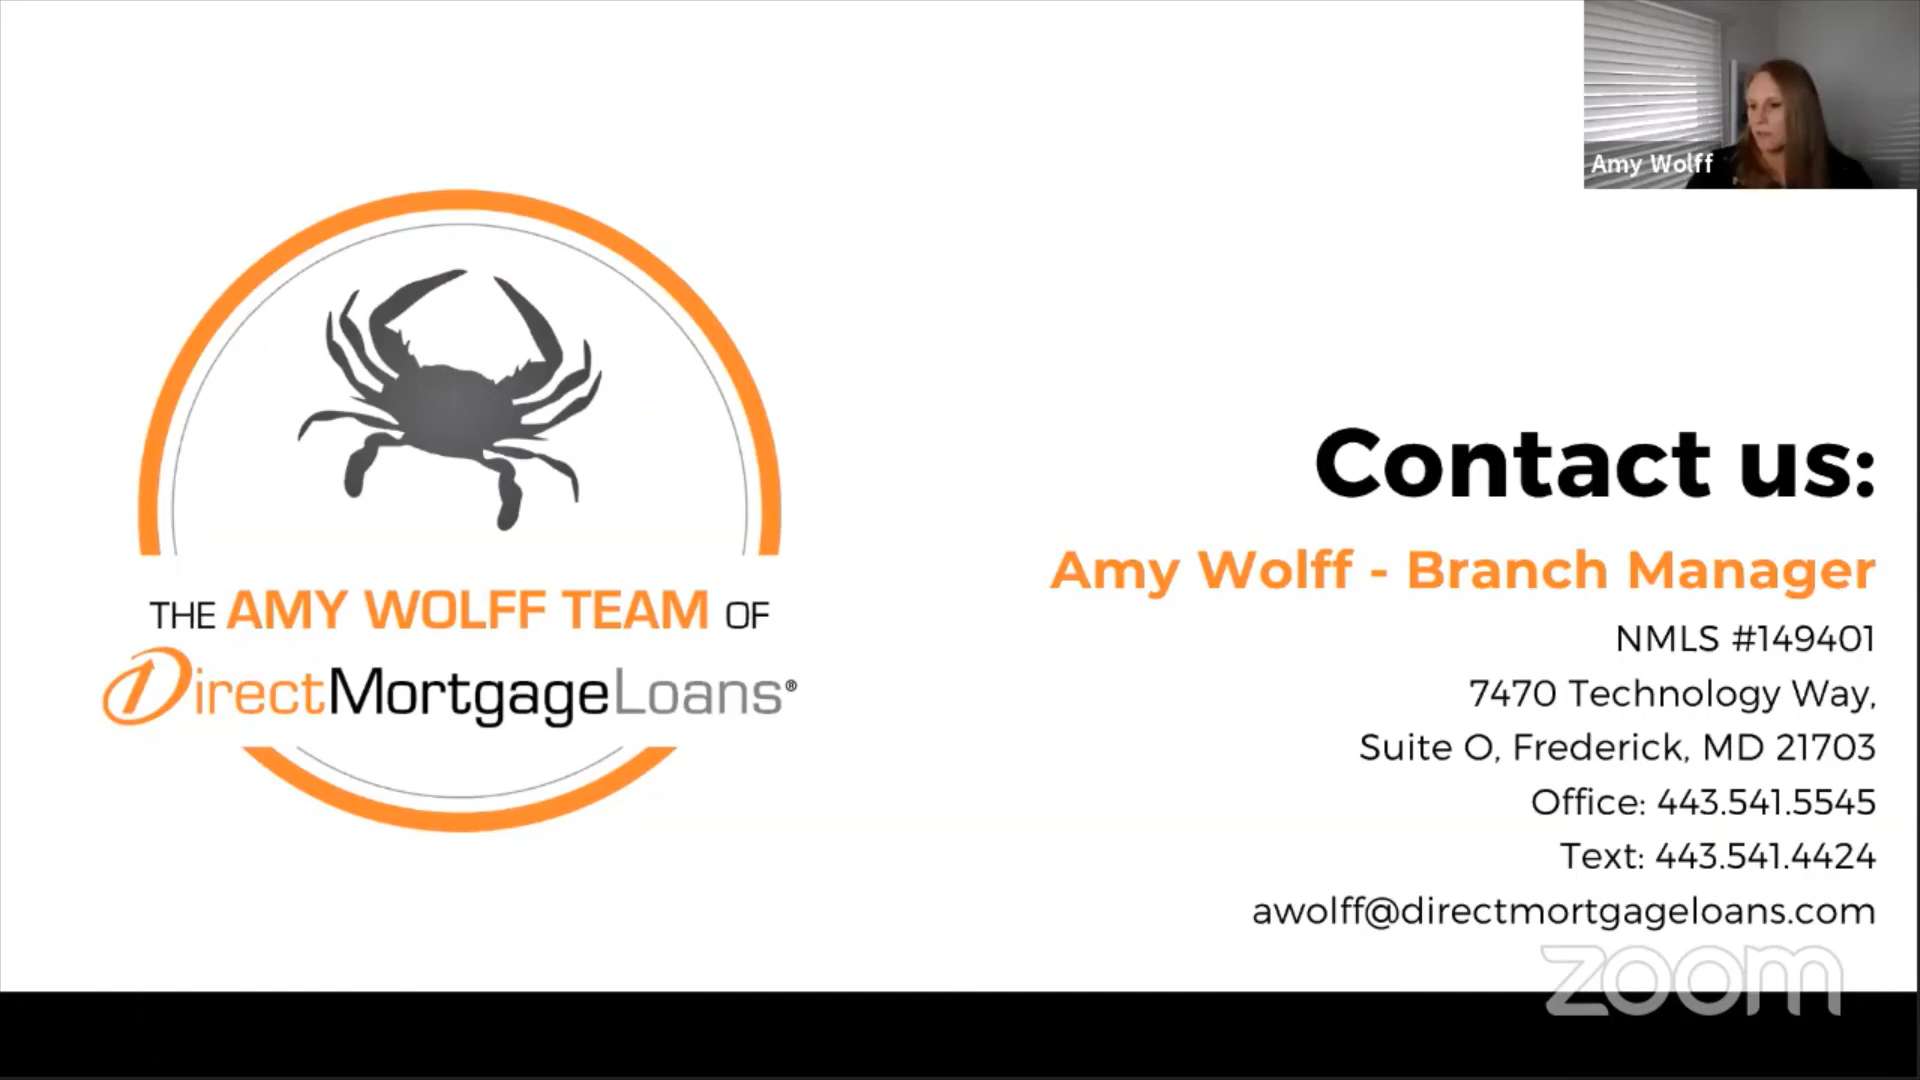 Amy Wolff
THE AMY WOLFF TEAM OF
DirectMortgageLoans®
Contact us:
Amy Wolff - Branch Manager
NMLS #149401
7470 Technology Way,
Suite O, Frederick, MD 21703
Office: 443.541.5545
Text: 443.541.4424
awolff@directmortgageloans.com
zoom